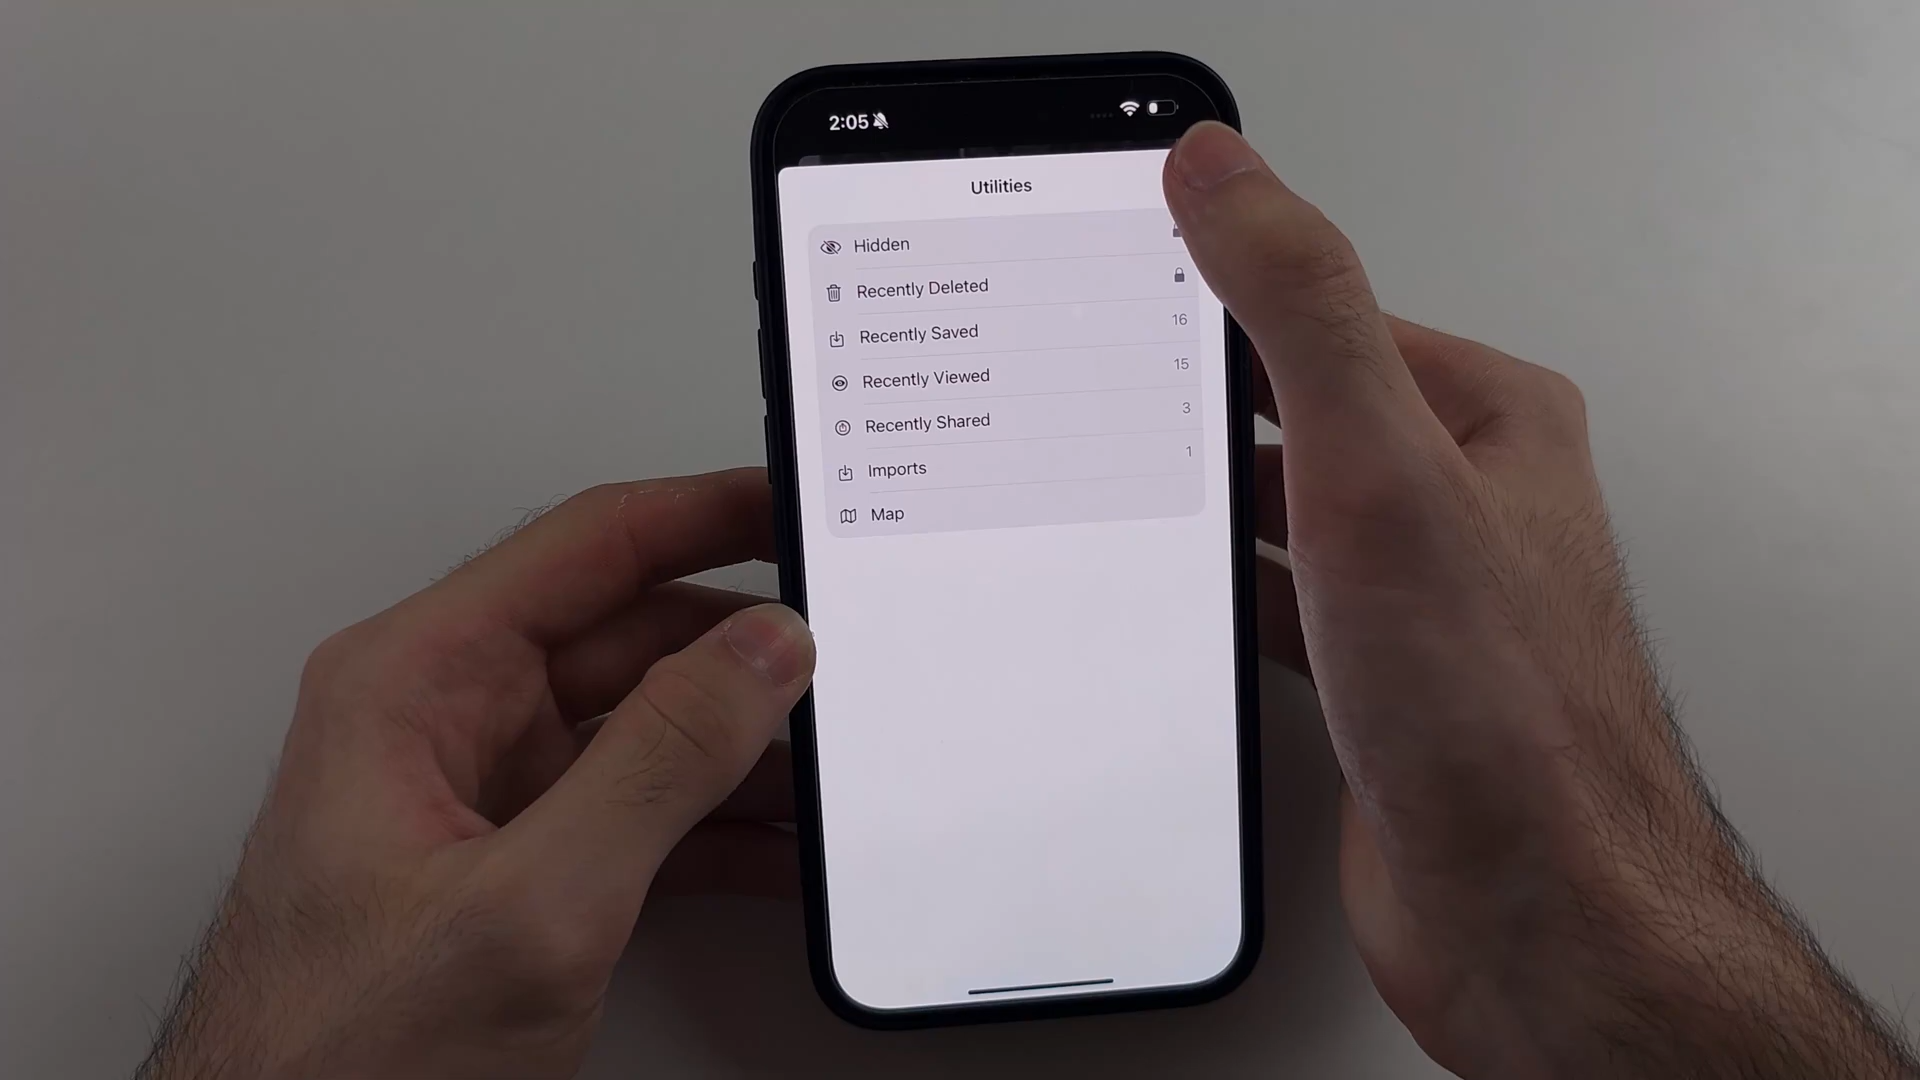 2:05
Utilities
Hidden
Recently Deleted
Recently Saved 16
Recently Viewed 15
Recently Shared 3
Imports 1
Map